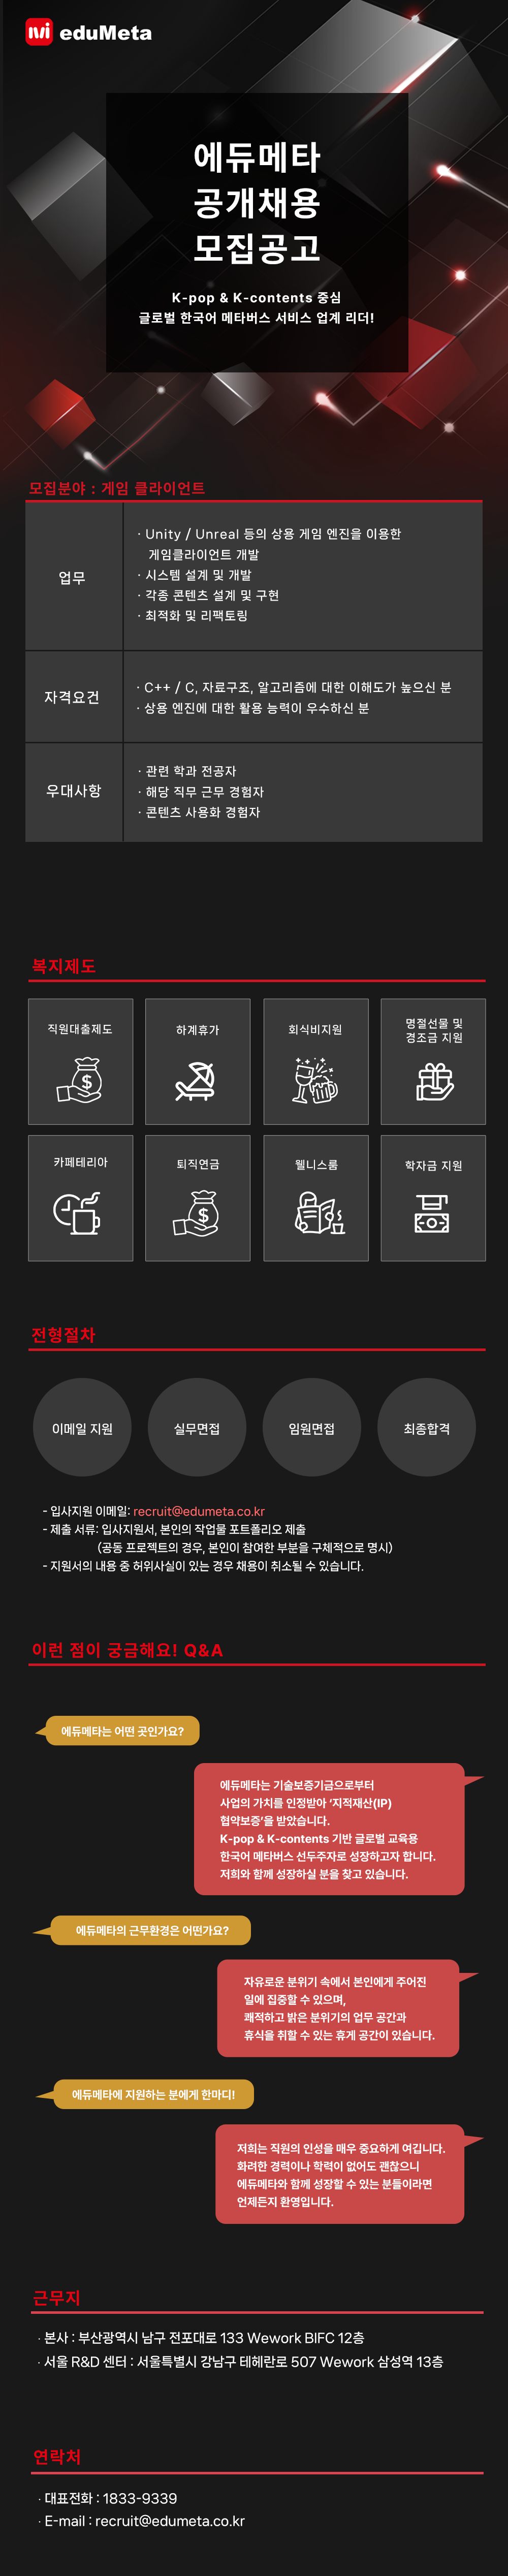 eduMeta
에듀메타
공개채용
모집공고
K-pop & K-contents 중심
글로벌 한국어 메타버스 서비스 업계 리더!
모집분야 : 게임 클라이언트
업무
· Unity / Unreal 등의 상용 게임 엔진을 이용한
게임클라이언트 개발
· 시스템 설계 및 개발
· 각종 콘텐츠 설계 및 구현
· 최적화 및 리팩토링
자격요건
· C++ / C, 자료구조, 알고리즘에 대한 이해도가 높으신 분
· 상용 엔진에 대한 활용 능력이 우수하신 분
우대사항
· 관련 학과 전공자
· 해당 직무 근무 경험자
· 콘텐츠 사용화 경험자
복지제도
직원대출제도
하계휴가
회식비지원
명절선물 및
경조금 지원
카페테리아
퇴직연금
웰니스룸
학자금 지원
전형절차
이메일 지원
실무면접
임원면접
최종합격
- 입사지원 이메일: recruit@edumeta.co.kr
- 제출 서류: 입사지원서, 본인의 작업물 포트폴리오 제출
(공동 프로젝트의 경우, 본인이 참여한 부분을 구체적으로 명시)
- 지원서의 내용 중 허위사실이 있는 경우 채용이 취소될 수 있습니다.
이런 점이 궁금해요! Q&A
에듀메타는 어떤 곳인가요?
에듀메타는 기술보증기금으로부터
사업의 가치를 인정받아 '지적재산(IP)
협약보증'을 받았습니다.
K-pop & K-contents 기반 글로벌 교육용
한국어 메타버스 선두주자로 성장하고자 합니다.
저희와 함께 성장하실 분을 찾고 있습니다.
에듀메타의 근무환경은 어떤가요?
자유로운 분위기 속에서 본인에게 주어진
일에 집중할 수 있으며,
쾌적하고 밝은 분위기의 업무 공간과
휴식을 취할 수 있는 휴게 공간이 있습니다.
에듀메타에 지원하는 분에게 한마디!
저희는 직원의 인성을 매우 중요하게 여깁니다.
화려한 경력이나 학력이 없어도 괜찮으니
에듀메타와 함께 성장할 수 있는 분들이라면
언제든지 환영입니다.
근무지
· 본사 : 부산광역시 남구 전포대로 133 Wework BIFC 12층
· 서울 R&D 센터 : 서울특별시 강남구 테헤란로 507 Wework 삼성역 13층
연락처
· 대표전화 : 1833-9339
· E-mail : recruit@edumeta.co.kr